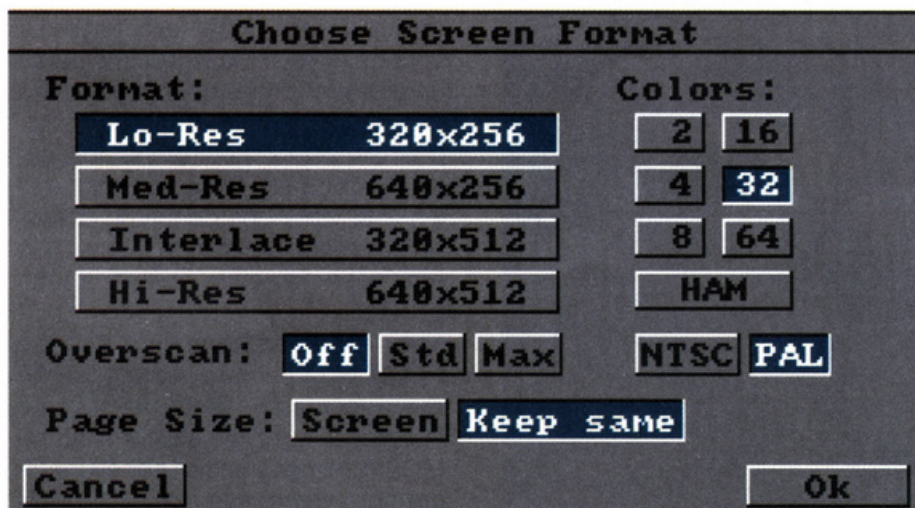 Choose Screen Format
Format: Colors:
Lo-Res 320x256 2 16
Med-Res 640x256 4 32
Interlace 320x512 8 64
Hi-Res 640x512 HAM
Overscan: Off Std Max NTSC PAL
Page Size: Screen Keep same
Cancel Ok